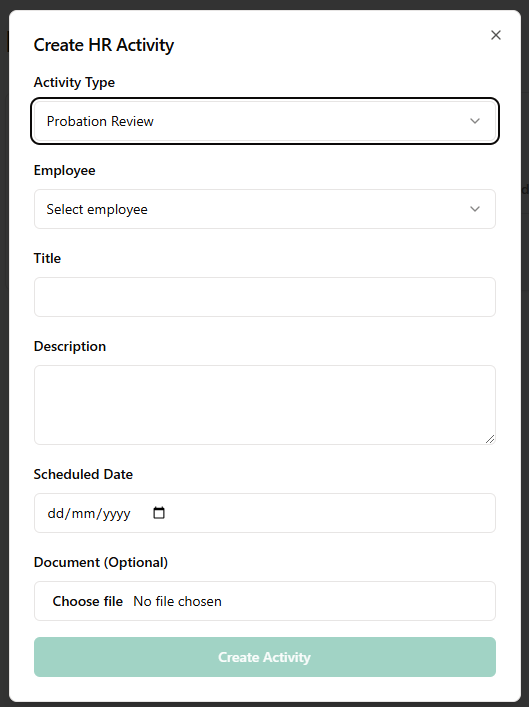 Create HR Activity
Activity Type
Probation Review
Employee
Select employee
Title
Description
Scheduled Date
dd/mm/yyyy
Document (Optional)
Choose file No file chosen
Create Activity